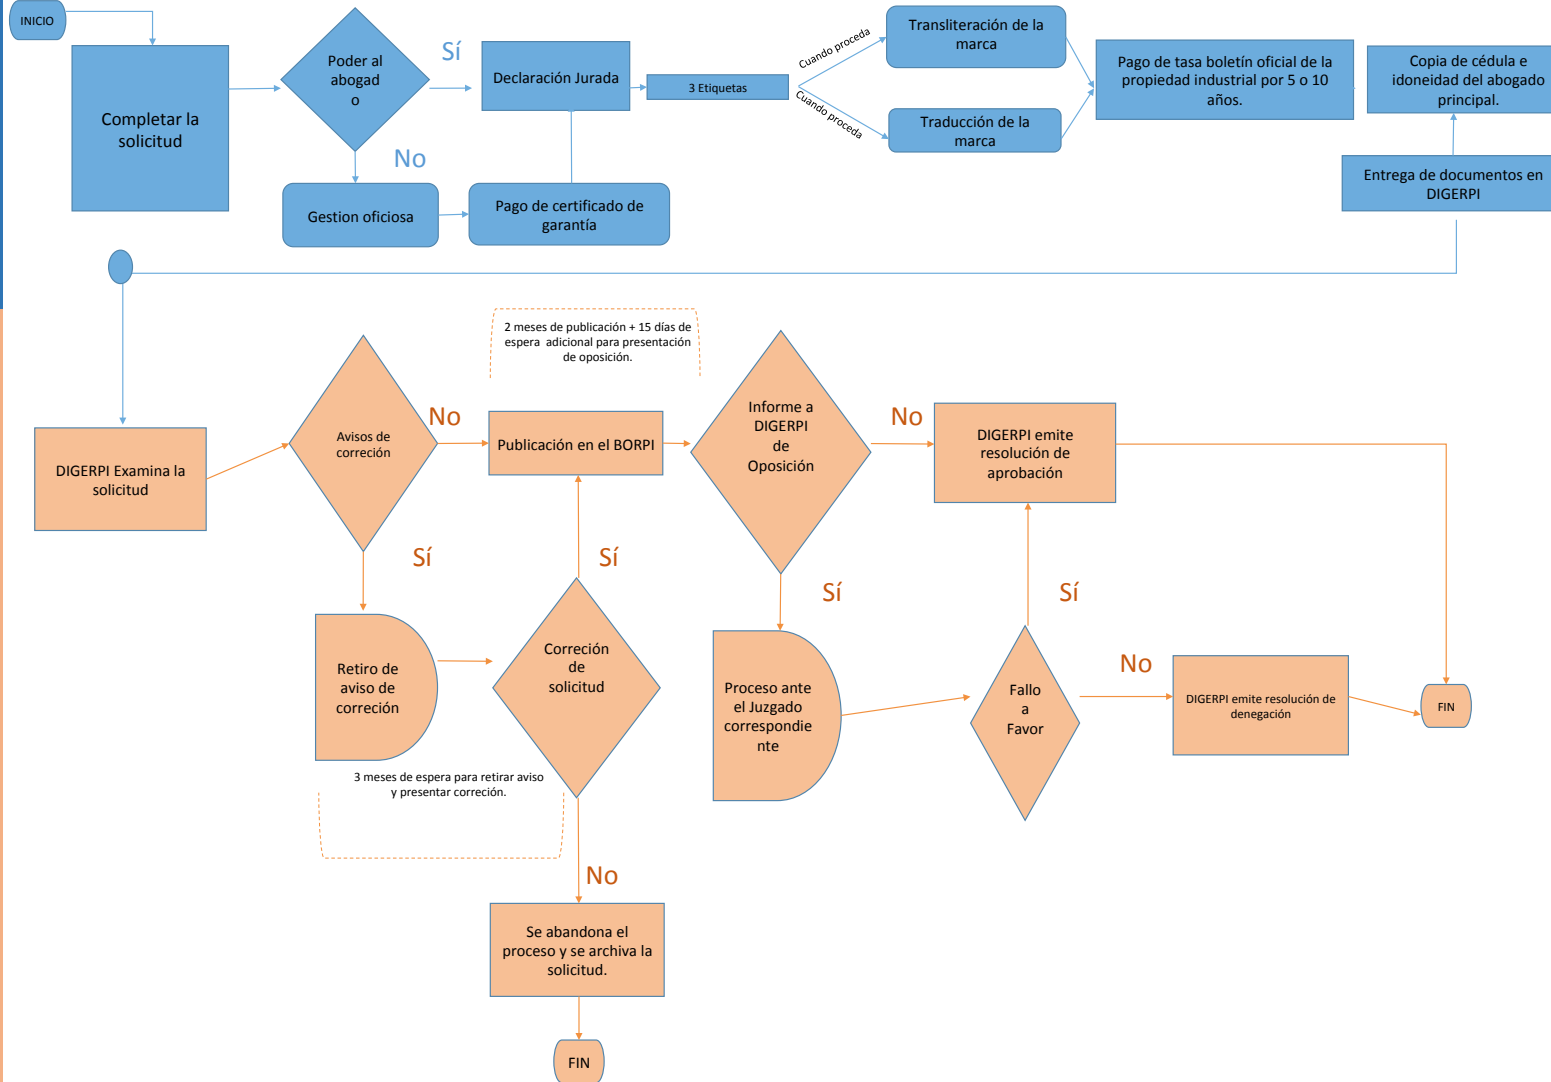 INICIO
Completar la
solicitud
Poder al
abogad
o
Sí
No
Gestion oficiosa
Pago de certificado de
garantía
Declaración Jurada
3 Etiquetas
Cuando proceda
Cuando proceda
Transliteración de la
marca
Traducción de la
marca
Pago de tasa boletín oficial de la
propiedad industrial por 5 o 10
años.
Copia de cédula e
idoneidad del abogado
principal.
Entrega de documentos en
DIGERPI
DIGERPI Examina la
solicitud
Avisos de
correción
No
Sí
2 meses de publicación + 15 días de
espera adicional para presentación
de oposición.
Publicación en el BORPI
Retiro de
aviso de
correción
Sí
Correción
de
solicitud
3 meses de espera para retirar aviso
y presentar correción.
No
Se abandona el
proceso y se archiva la
solicitud.
FIN
Informe a
DIGERPI
de
Oposición
No
Sí
DIGERPI emite
resolución de
aprobación
Proceso ante
el Juzgado
correspondie
nte
Sí
Fallo
a
Favor
No
DIGERPI emite resolución de
denegación
FIN